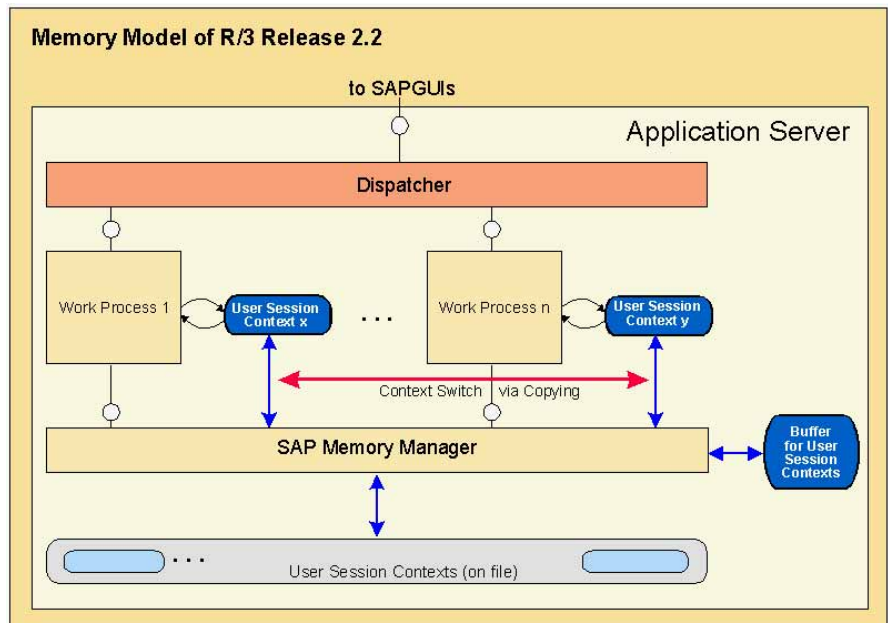 Memory Model of R/3 Release 2.2
to SAPGUIs
Application Server
Dispatcher
Work Process 1
User Session
Context x
...
Work Process n
User Session
Context y
Context Switch via Copying
SAP Memory Manager
Buffer
for User
Session
Contexts
...
User Session Contexts (on file)